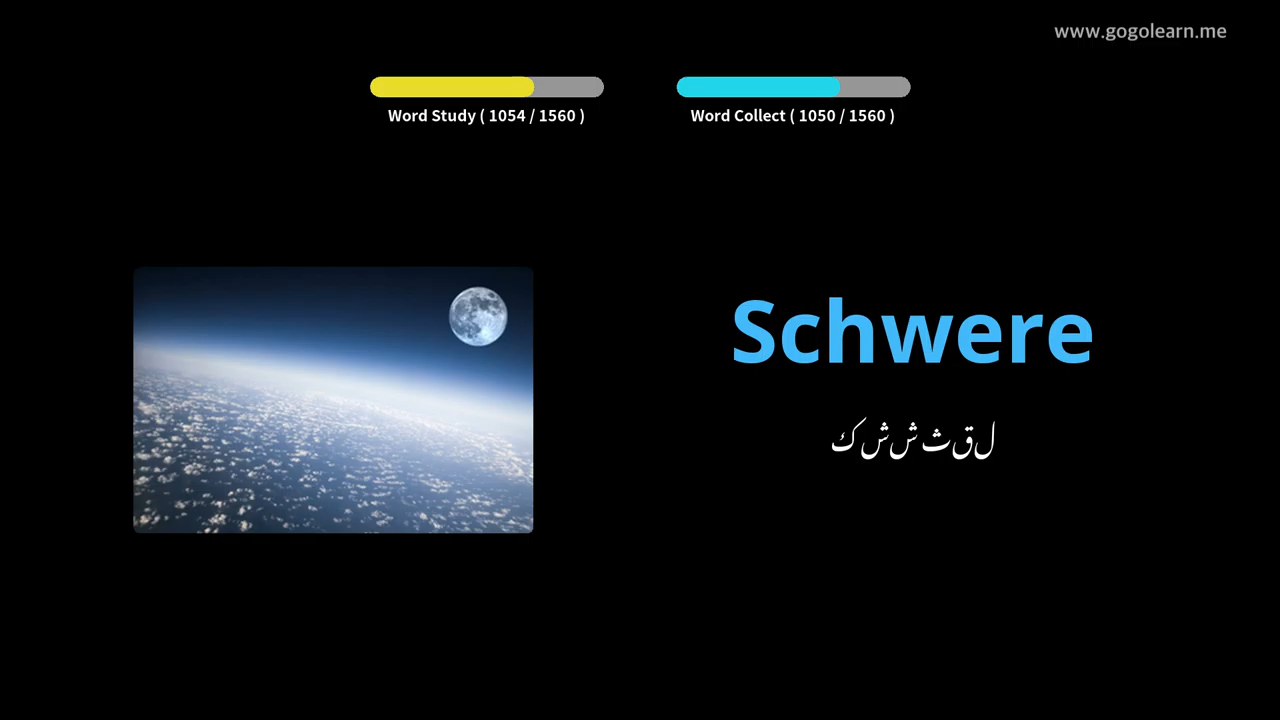 www.gogolearn.me
Word Study ( 1054 / 1560 )
Word Collect ( 1050 / 1560 )
Schwere
ل ق ث ش ش ک